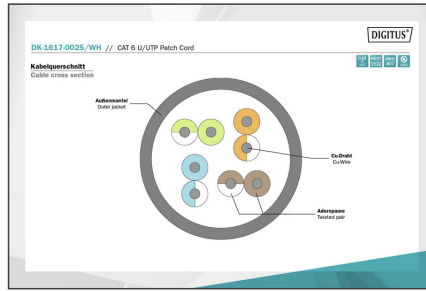 DIGITUS®
DK-1617-0025/WH // CAT 6 U/UTP Patch Cord
Kabelquerschnitt
Cable cross section
Außenmantel
Outer jacket
Cu-Draht
Cu-Wire
Adernpaare
Twisted pair